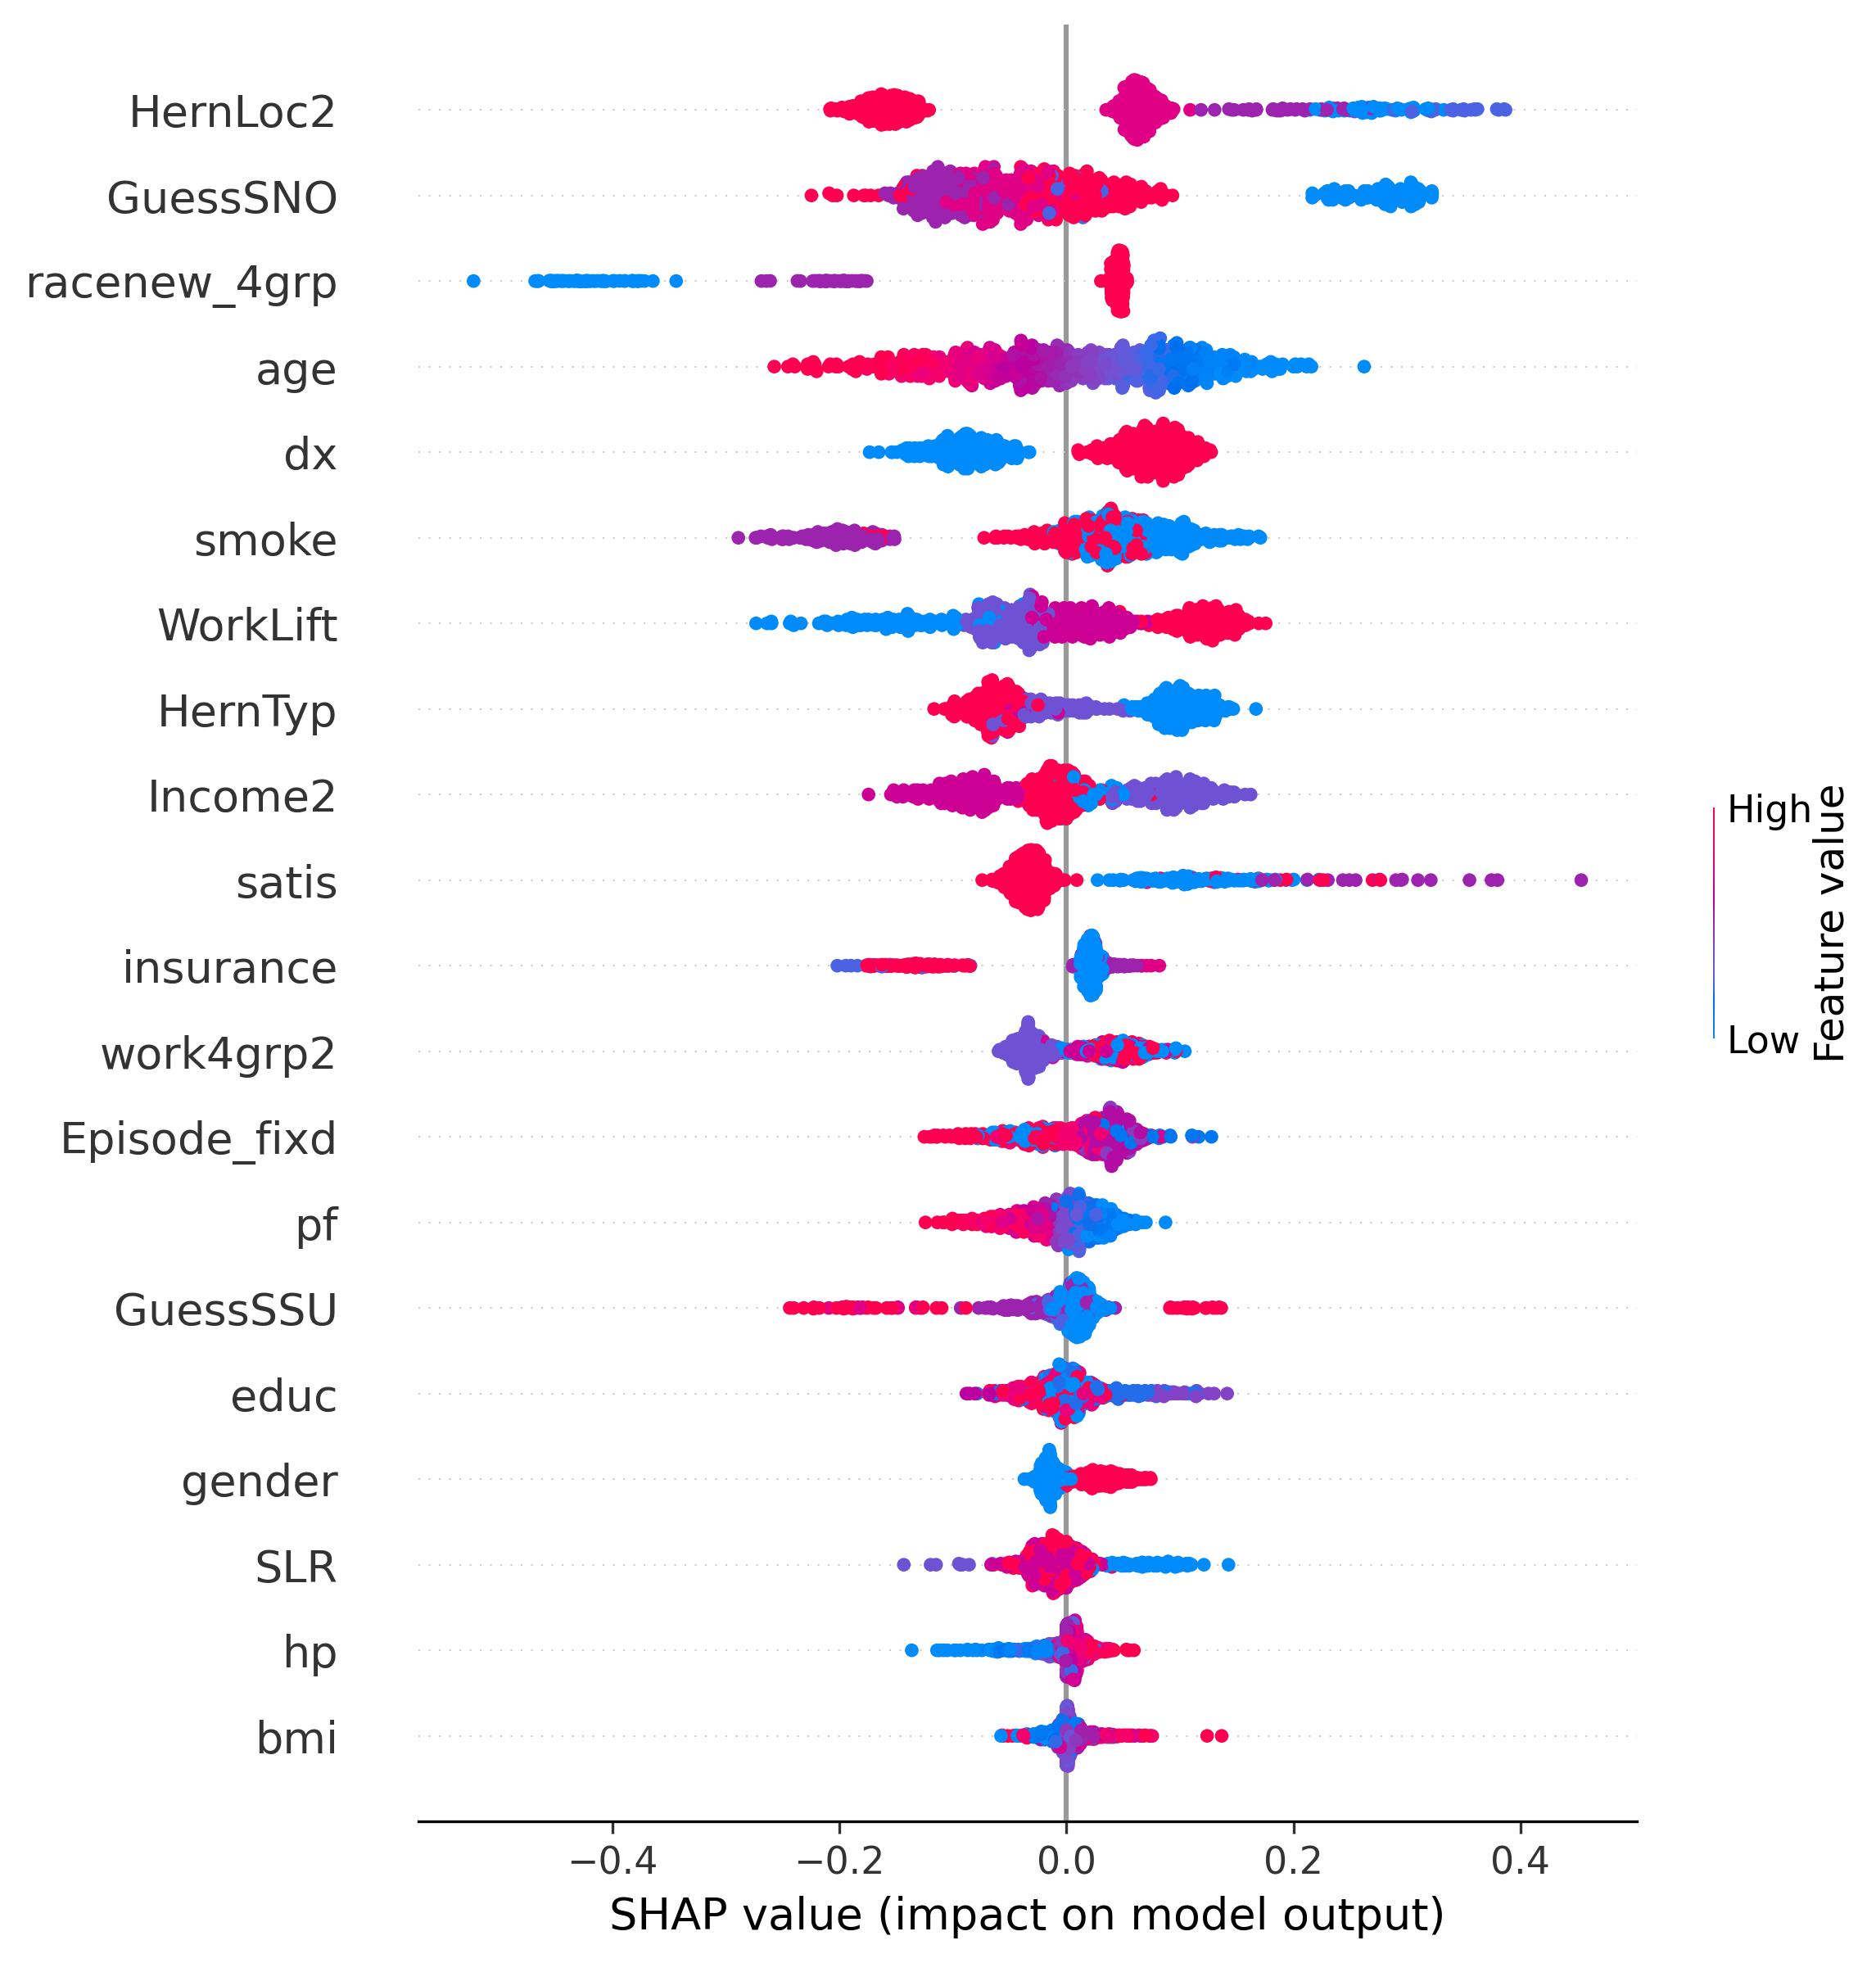 HernLoc2
GuessSNO
racenew_4grp
age
dx
smoke
WorkLift
HernTyp
Income2
satis
insurance
work4grp2
Episode_fixd
pf
GuessSSU
educ
gender
SLR
hp
bmi
−0.4
−0.2
0.0
0.2
0.4
SHAP value (impact on model output)
High
Low
Feature value